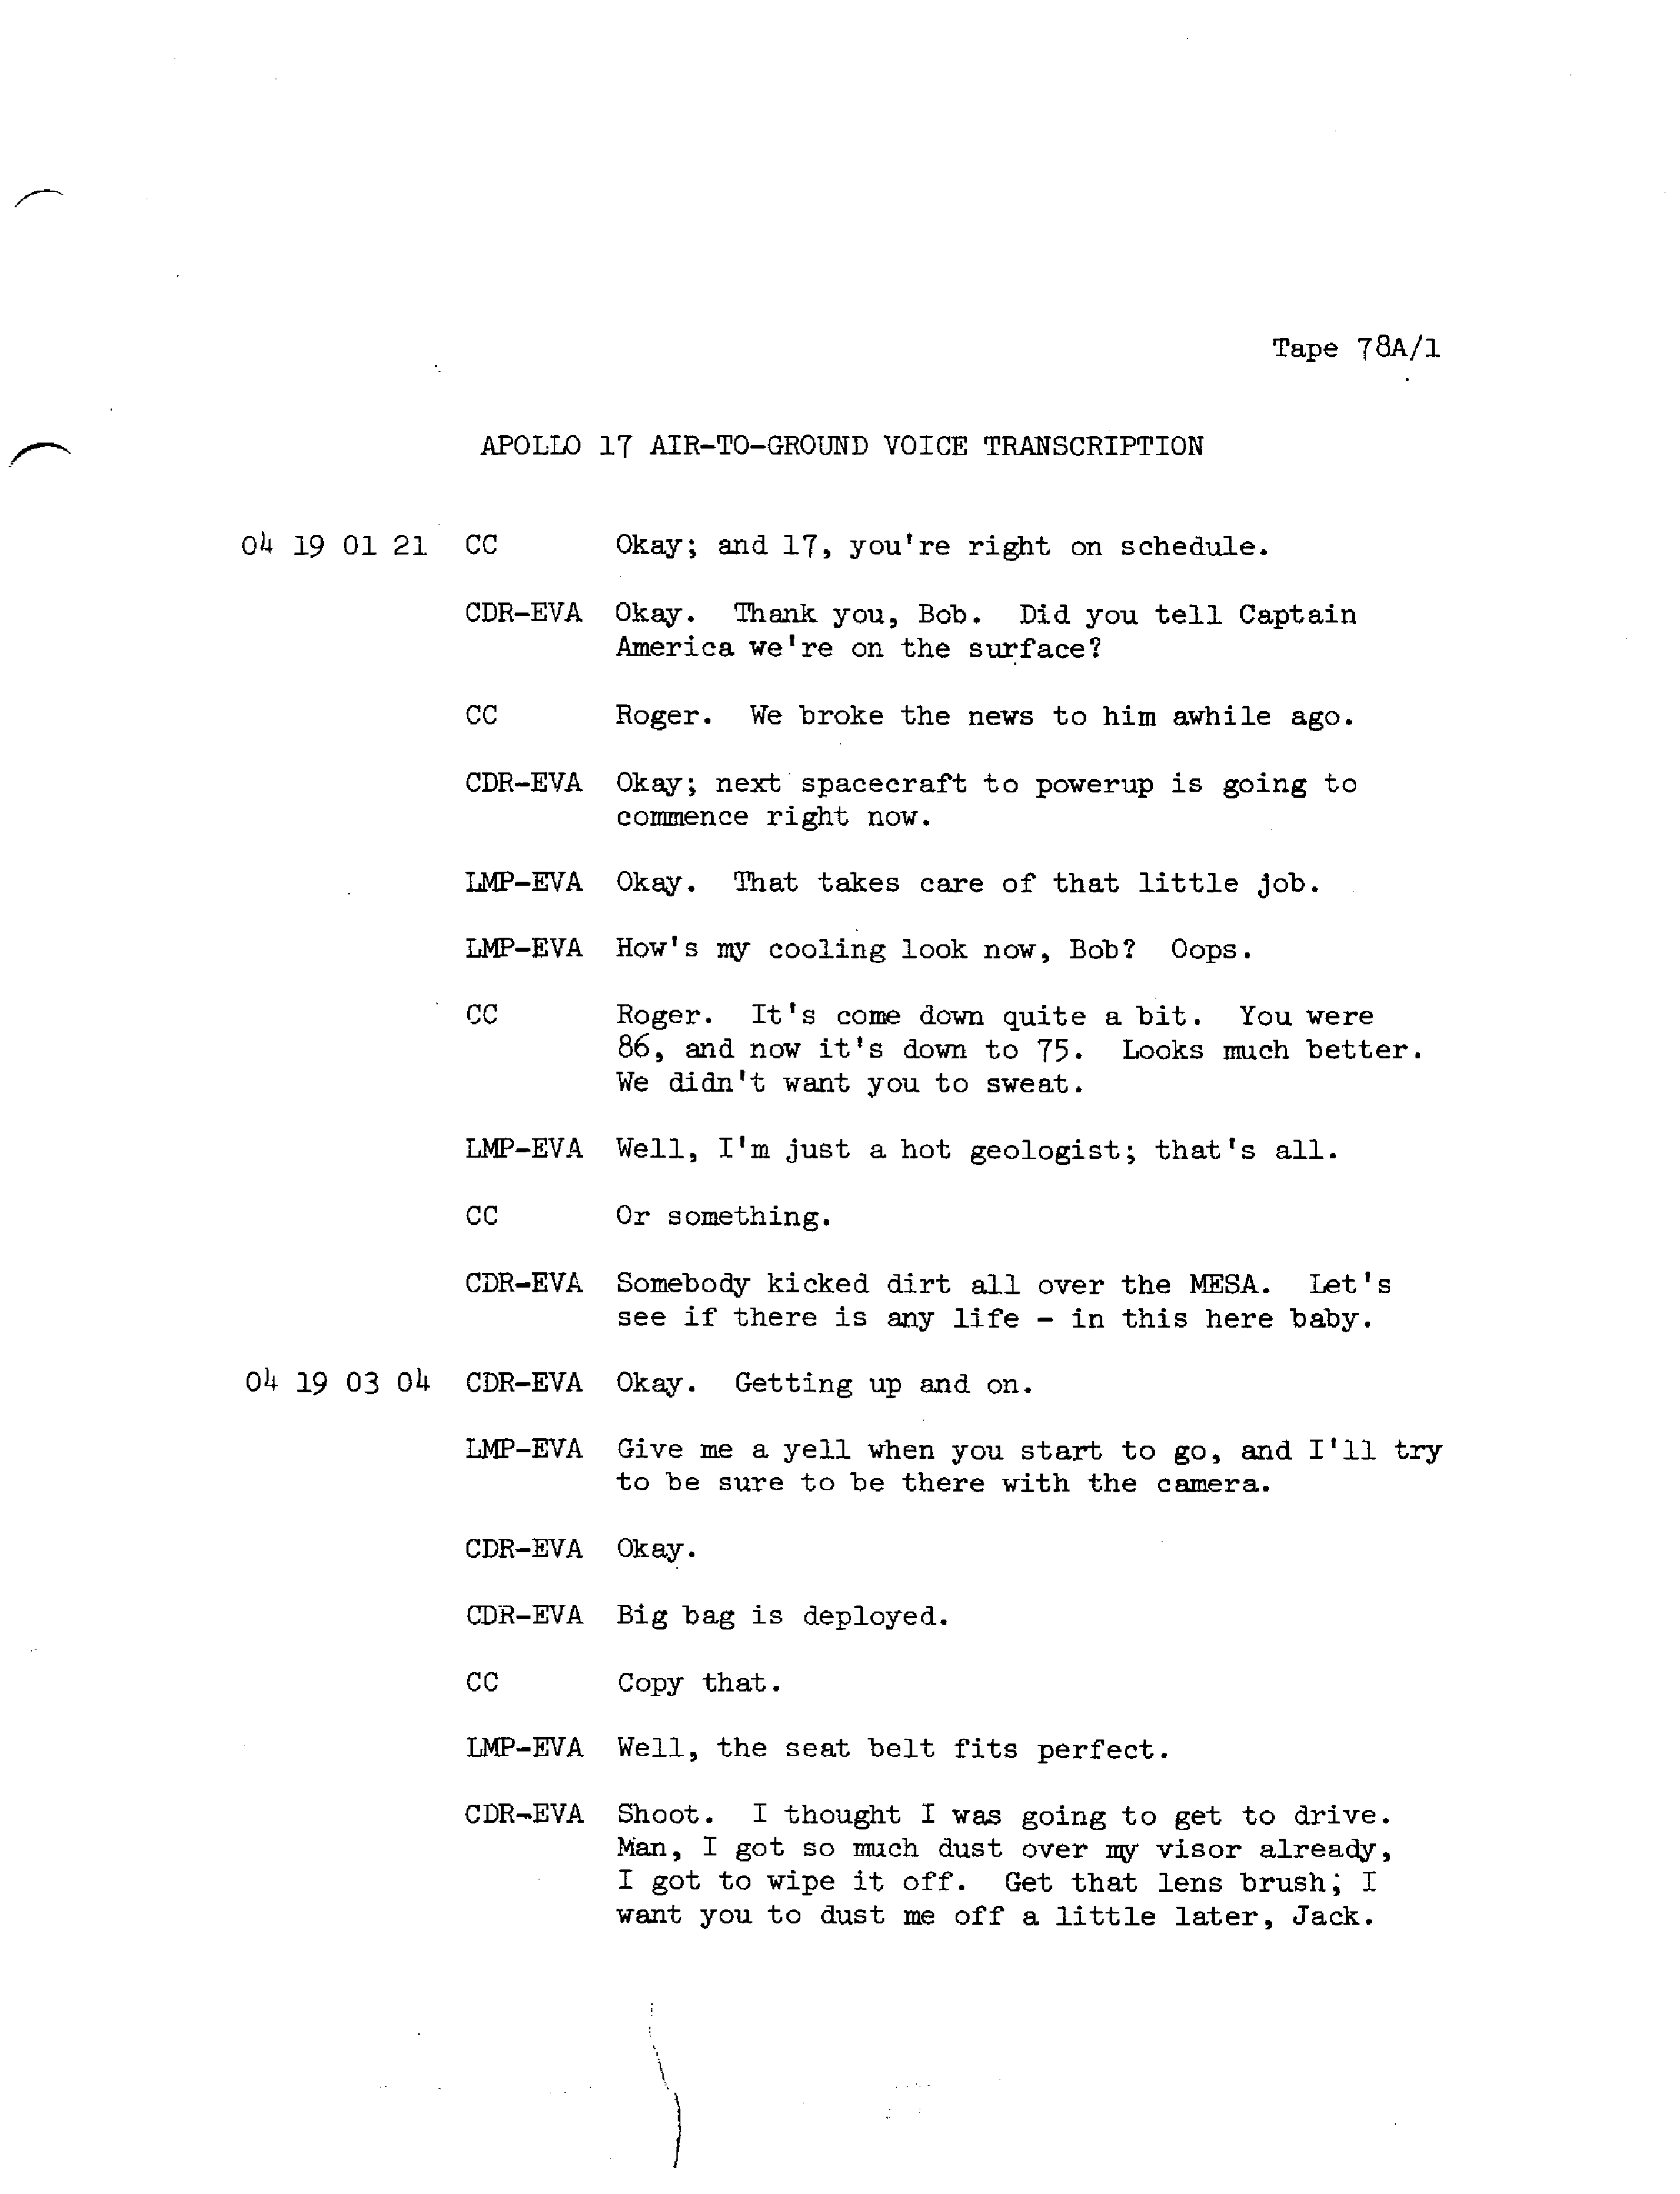 Tape 78A/1
APOLLO 17 AIR-TO-GROUND VOICE TRANSCRIPTION
04 19 01 21 CC Okay; and 17, you're right on schedule.
CDR-EVA Okay. Thank you, Bob. Did you tell Captain
America we're on the surface?
CC Roger. We broke the news to him awhile ago.
CDR-EVA Okay; next spacecraft to powerup is going to
commence right now.
LMP-EVA Okay. That takes care of that little job.
LMP-EVA How's my cooling look now, Bob? Oops.
CC Roger. It's come down quite a bit. You were
86, and now it's down to 75. Looks much better.
We didn't want you to sweat.
LMP-EVA Well, I'm just a hot geologist; that's all.
CC Or something.
CDR-EVA Somebody kicked dirt all over the MESA. Let's
see if there is any life - in this here baby.
04 19 03 04 CDR-EVA Okay. Getting up and on.
LMP-EVA Give me a yell when you start to go, and I'll try
to be sure to be there with the camera.
CDR-EVA Okay.
CDR-EVA Big bag is deployed.
CC Copy that.
LMP-EVA Well, the seat belt fits perfect.
CDR-EVA Shoot. I thought I was going to get to drive.
Man, I got so much dust over my visor already,
I got to wipe it off. Get that lens brush; I
want you to dust me off a little later, Jack.